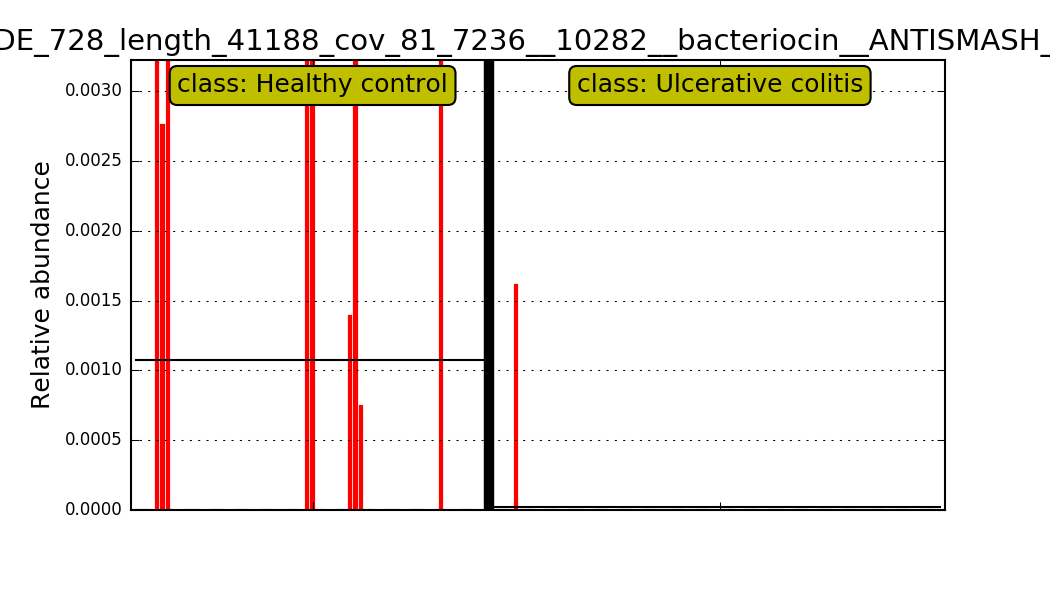 DE_728_length_41188_cov_81_7236__10282__bacteriocin__ANTISMASH_
class: Healthy control
class: Ulcerative colitis
Relative abundance
0.0030
0.0025
0.0020
0.0015
0.0010
0.0005
0.0000